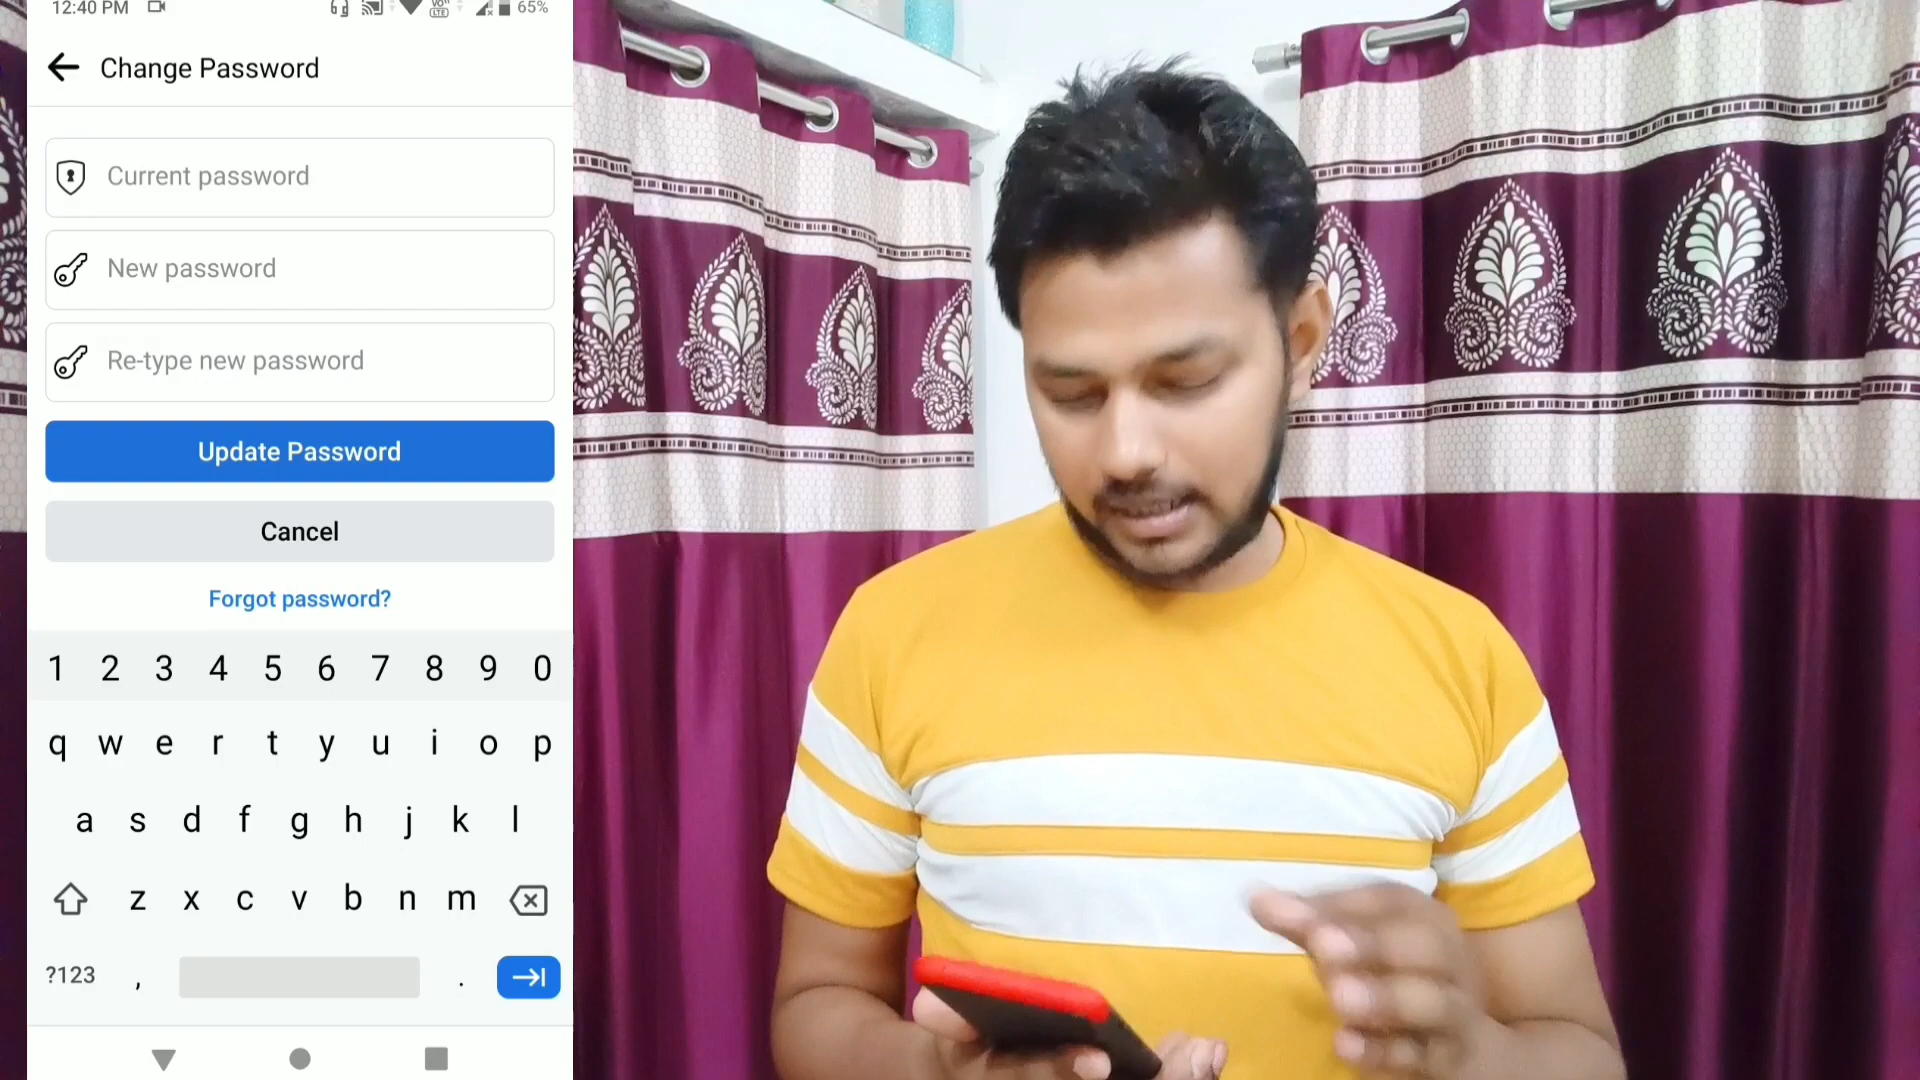 12:40 PM 65%
Change Password
Current password
New password
Re-type new password
Update Password
Cancel
Forgot password?
1 2 3 4 5 6 7 8 9 0
q w e r t y u i o p
a s d f g h j k l
z x c v b n m
?123 , .